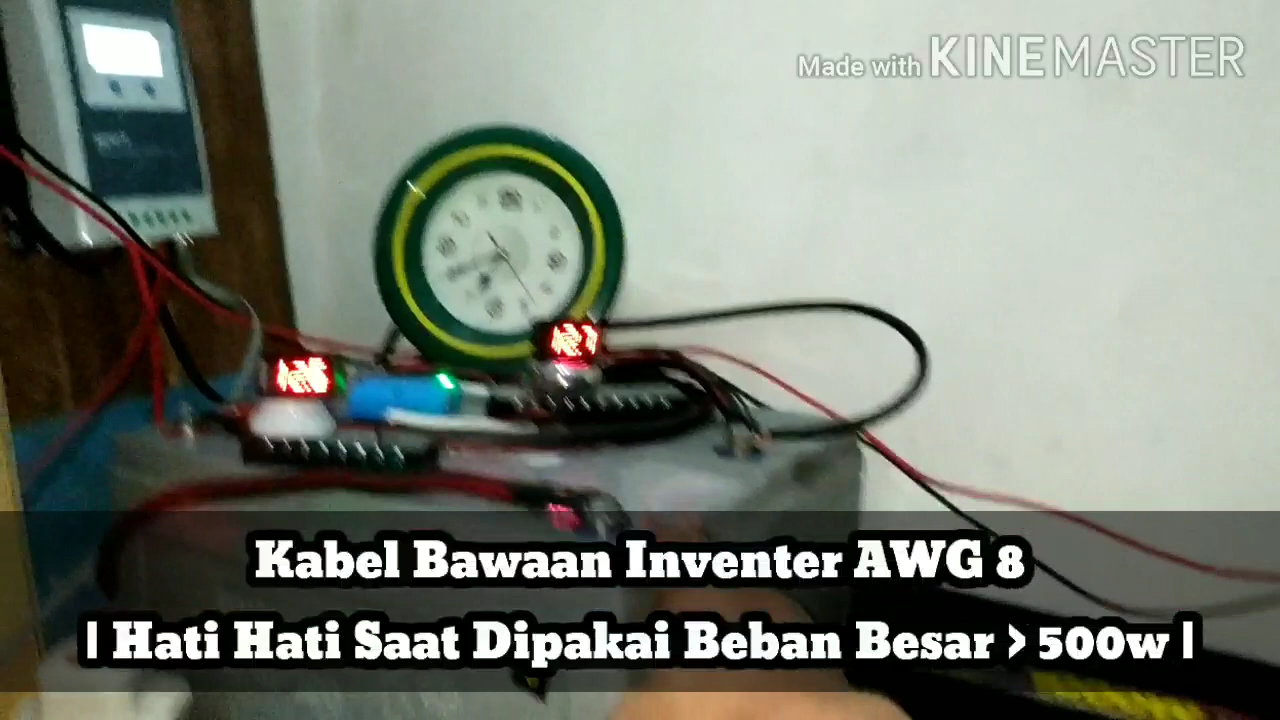 Made with KINEMASTER
Kabel Bawaan Inventer AWG 8
| Hati Hati Saat Dipakai Beban Besar > 500w |